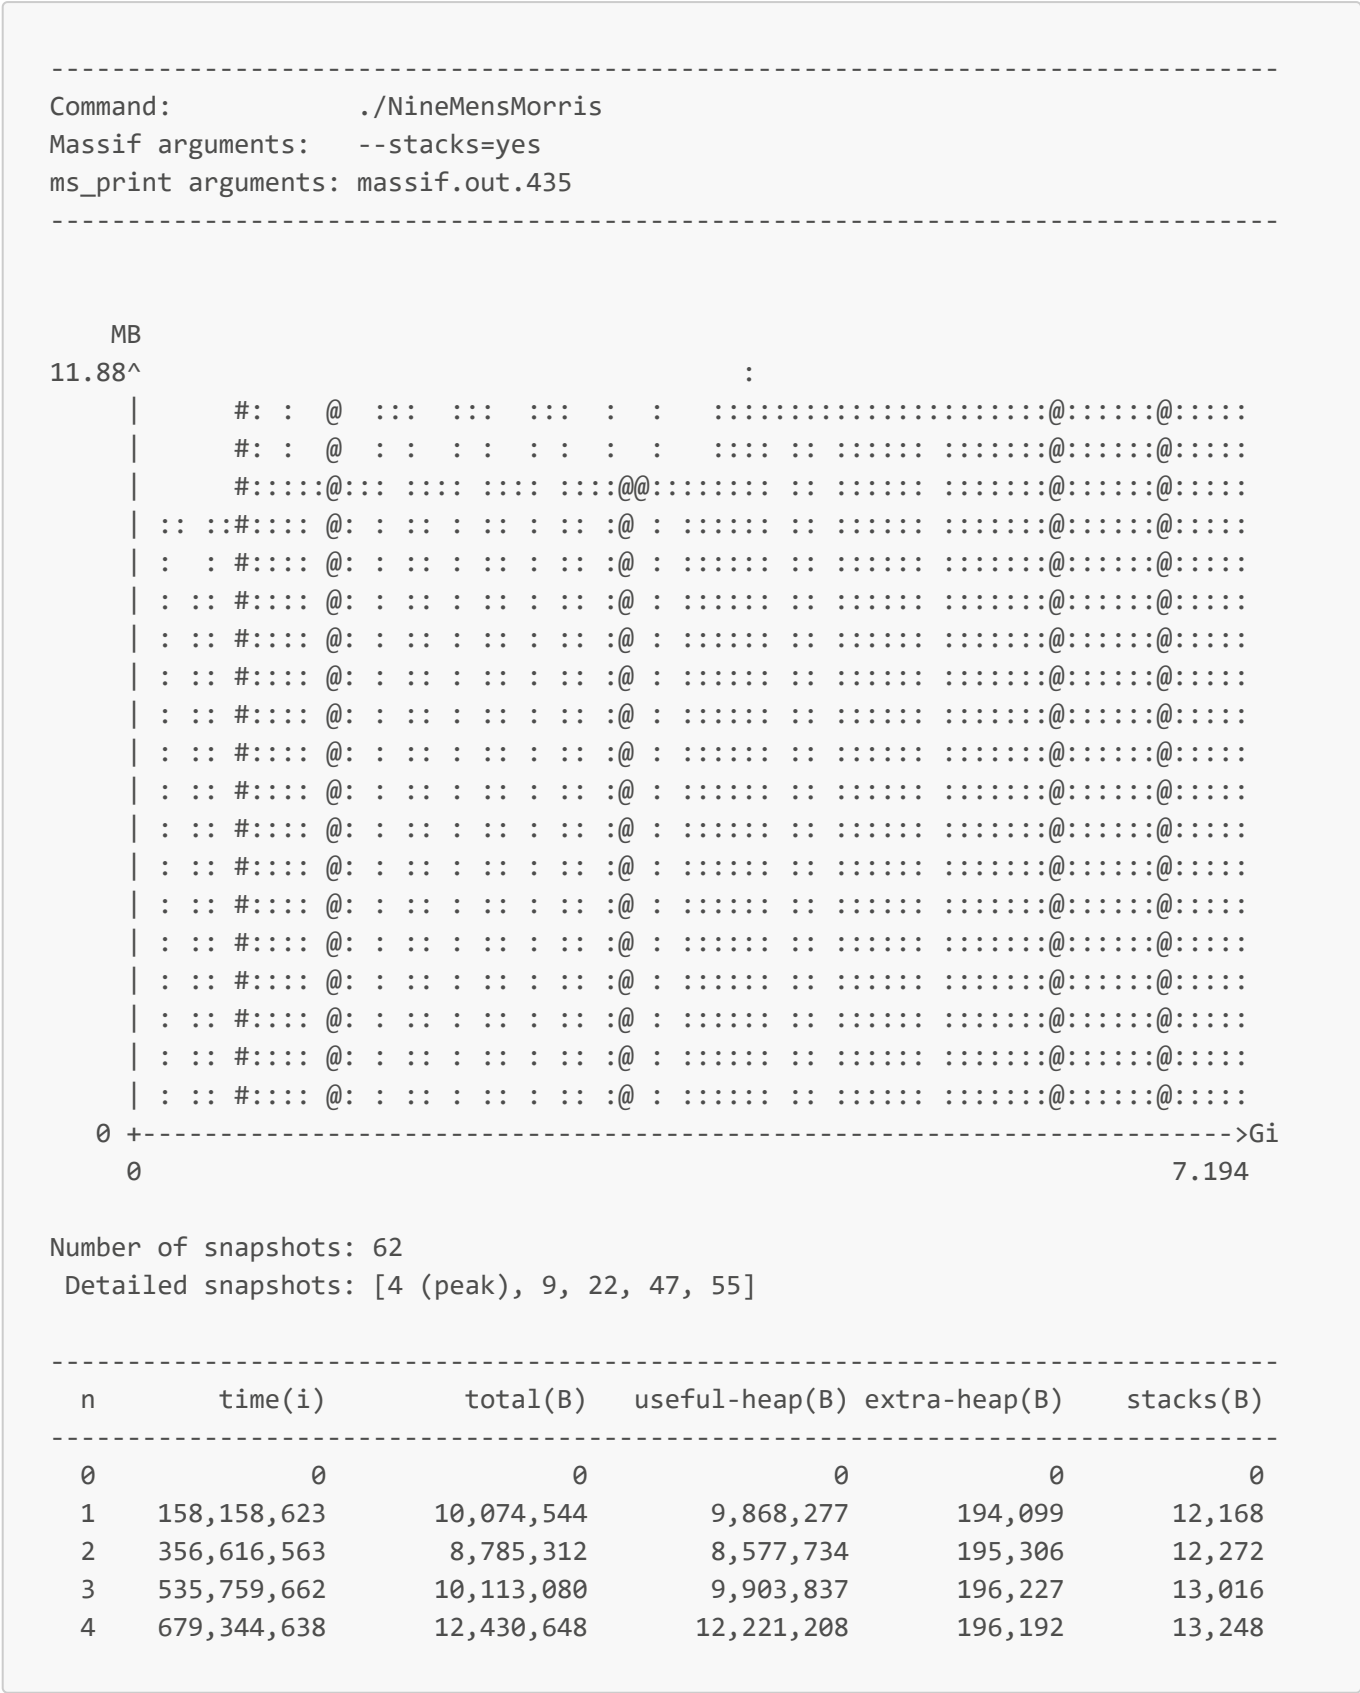 --------------------------------------------------------------------------------
Command:            ./NineMensMorris
Massif arguments:   --stacks=yes
ms_print arguments: massif.out.435
--------------------------------------------------------------------------------
    MB
11.88^                                       :
     |      #: :  @  :::  :::  :::  :  :   ::::::::::::::::::::::@::::::@:::::
     |      #: :  @  : :  : :  : :  :  :   :::: :: :::::: :::::::@::::::@:::::
     |      #:::::@::: :::: :::: ::::@@:::::::: :: :::::: :::::::@::::::@:::::
     | :: ::#:::: @: : :: : :: : :: :@ : :::::: :: :::::: :::::::@::::::@:::::
     | :  : #:::: @: : :: : :: : :: :@ : :::::: :: :::::: :::::::@::::::@:::::
     | : :: #:::: @: : :: : :: : :: :@ : :::::: :: :::::: :::::::@::::::@:::::
     | : :: #:::: @: : :: : :: : :: :@ : :::::: :: :::::: :::::::@::::::@:::::
     | : :: #:::: @: : :: : :: : :: :@ : :::::: :: :::::: :::::::@::::::@:::::
     | : :: #:::: @: : :: : :: : :: :@ : :::::: :: :::::: :::::::@::::::@:::::
     | : :: #:::: @: : :: : :: : :: :@ : :::::: :: :::::: :::::::@::::::@:::::
     | : :: #:::: @: : :: : :: : :: :@ : :::::: :: :::::: :::::::@::::::@:::::
     | : :: #:::: @: : :: : :: : :: :@ : :::::: :: :::::: :::::::@::::::@:::::
     | : :: #:::: @: : :: : :: : :: :@ : :::::: :: :::::: :::::::@::::::@:::::
     | : :: #:::: @: : :: : :: : :: :@ : :::::: :: :::::: :::::::@::::::@:::::
     | : :: #:::: @: : :: : :: : :: :@ : :::::: :: :::::: :::::::@::::::@:::::
     | : :: #:::: @: : :: : :: : :: :@ : :::::: :: :::::: :::::::@::::::@:::::
     | : :: #:::: @: : :: : :: : :: :@ : :::::: :: :::::: :::::::@::::::@:::::
     | : :: #:::: @: : :: : :: : :: :@ : :::::: :: :::::: :::::::@::::::@:::::
     | : :: #:::: @: : :: : :: : :: :@ : :::::: :: :::::: :::::::@::::::@:::::
   0 +----------------------------------------------------------------------->Gi
     0                                                                   7.194
Number of snapshots: 62
 Detailed snapshots: [4 (peak), 9, 22, 47, 55]
--------------------------------------------------------------------------------
  n        time(i)         total(B)   useful-heap(B) extra-heap(B)    stacks(B)
--------------------------------------------------------------------------------
  0              0                0                0             0            0
  1    158,158,623       10,074,544        9,868,277       194,099       12,168
  2    356,616,563        8,785,312        8,577,734       195,306       12,272
  3    535,759,662       10,113,080        9,903,837       196,227       13,016
  4    679,344,638       12,430,648       12,221,208       196,192       13,248